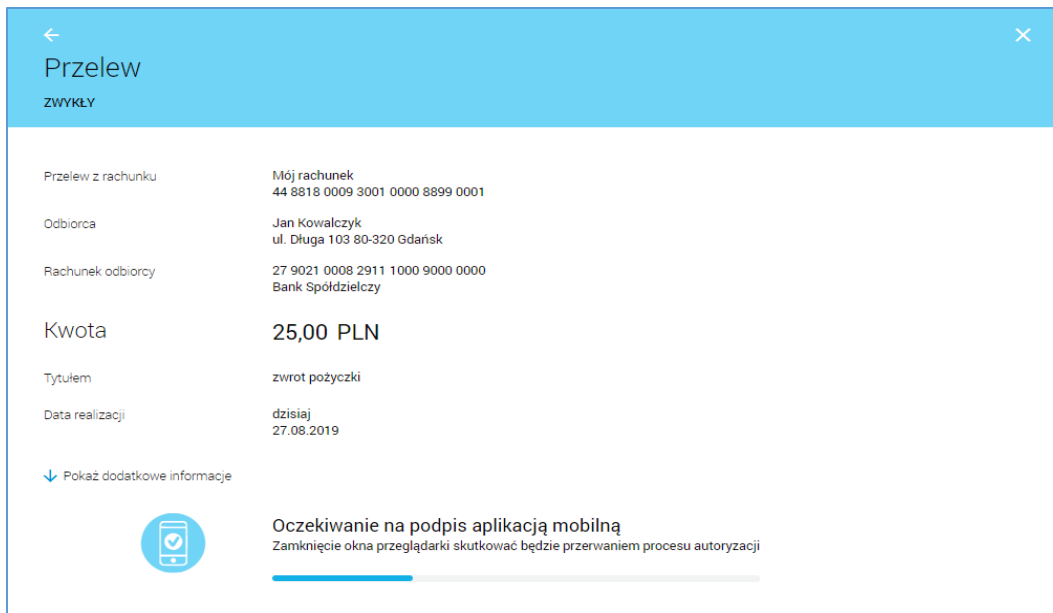 Przelew
ZWYKŁY
Przelew z rachunku
Mój rachunek
44 8818 0009 3001 0000 8899 0001
Odbiorca
Jan Kowalczyk
ul. Długa 103 80-320 Gdańsk
Rachunek odbiorcy
27 9021 0008 2911 1000 9000 0000
Bank Spółdzielczy
Kwota
25,00 PLN
Tytułem
zwrot pożyczki
Data realizacji
dzisiaj
27.08.2019
Pokaż dodatkowe informacje
Oczekiwanie na podpis aplikacją mobilną
Zamknięcie okna przeglądarki skutkować będzie przerwaniem procesu autoryzacji